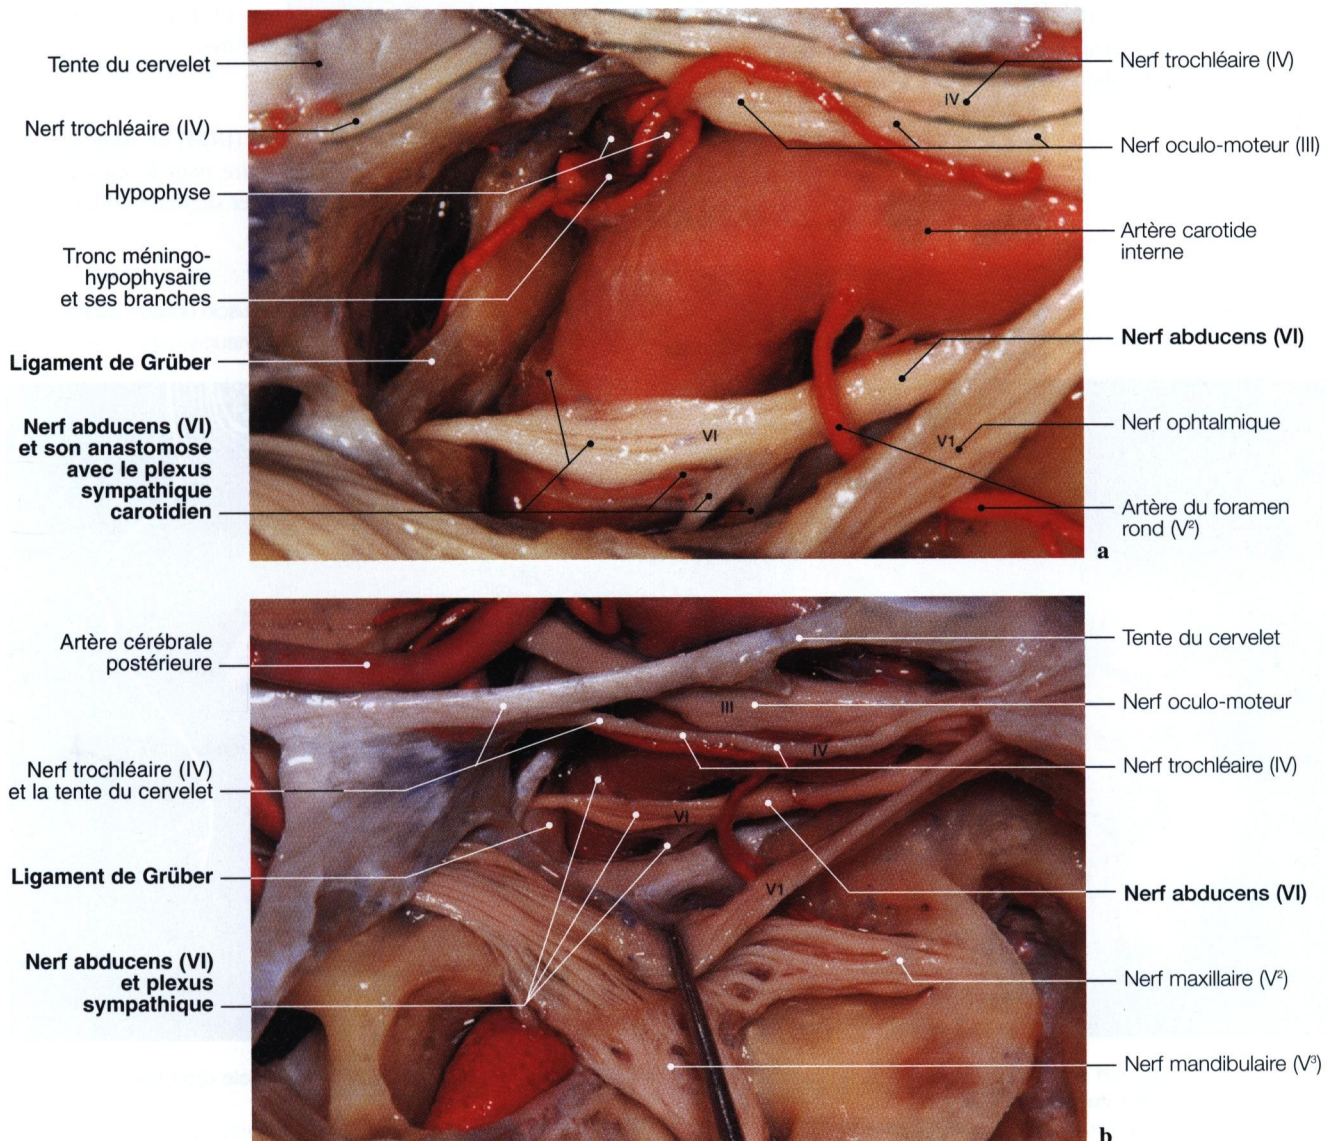 Tente du cervelet
Nerf trochléaire (IV)
Hypophyse
Tronc méningo-
hypophysaire
et ses branches
Ligament de Grüber
Nerf abducens (VI)
et son anastomose
avec le plexus
sympathique
carotidien
IV
VI
V1
Nerf trochléaire (IV)
Nerf oculo-moteur (III)
Artère carotide
interne
Nerf abducens (VI)
Nerf ophtalmique
Artère du foramen
rond (V²)
a
Artère cérébrale
postérieure
Nerf trochléaire (IV)
et la tente du cervelet
Ligament de Grüber
Nerf abducens (VI)
et plexus
sympathique
III
IV
VI
V1
Tente du cervelet
Nerf oculo-moteur
Nerf trochléaire (IV)
Nerf abducens (VI)
Nerf maxillaire (V²)
Nerf mandibulaire (V³)
b